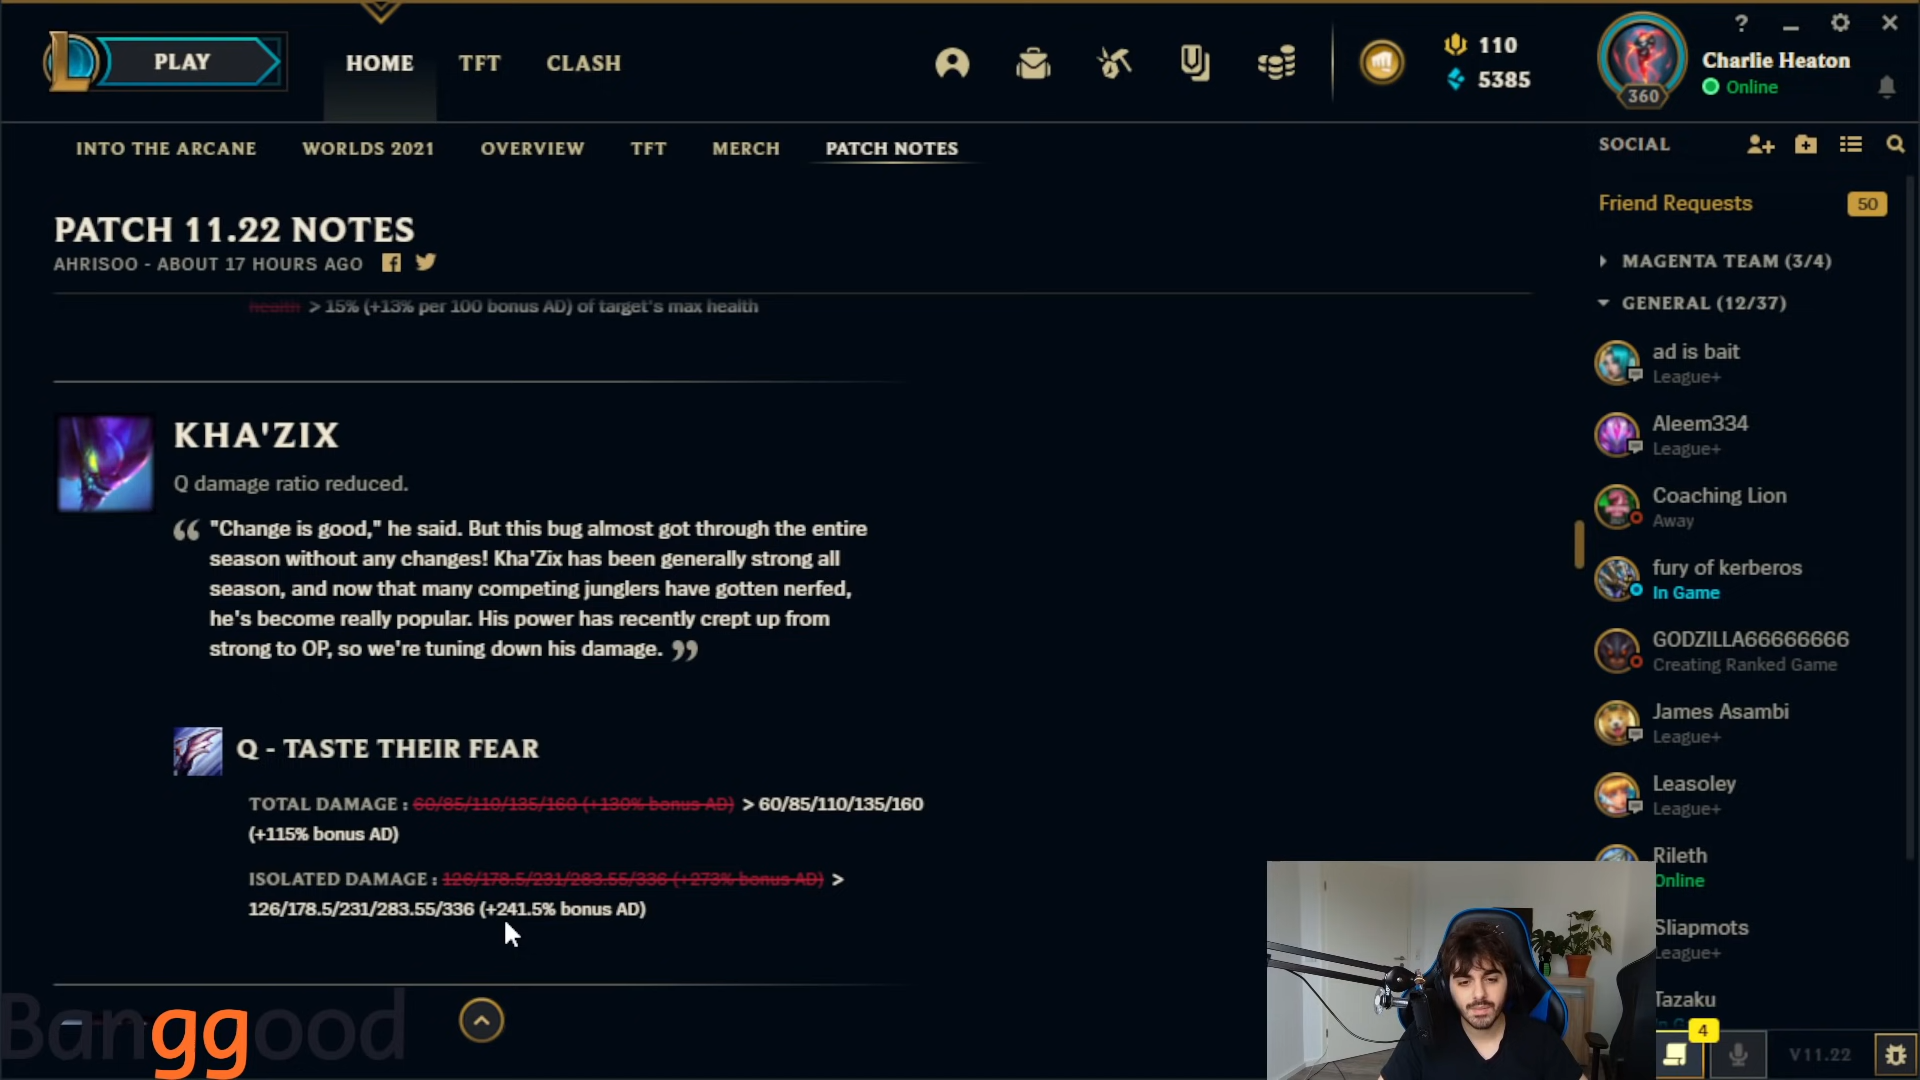 PLAY
HOME
TFT
CLASH
110
5385
?
360
Charlie Heaton
Online
INTO THE ARCANE
WORLDS 2021
OVERVIEW
TFT
MERCH
PATCH NOTES
SOCIAL
PATCH 11.22 NOTES
AHRISOO - ABOUT 17 HOURS AGO
health > 15% (+13% per 100 bonus AD) of target's max health
KHA'ZIX
Q damage ratio reduced.
"Change is good," he said. But this bug almost got through the entire
season without any changes! Kha'Zix has been generally strong all
season, and now that many competing junglers have gotten nerfed,
he's become really popular. His power has recently crept up from
strong to OP, so we're tuning down his damage.
Q - TASTE THEIR FEAR
TOTAL DAMAGE : 60/85/110/135/160 (+130% bonus AD) > 60/85/110/135/160
(+115% bonus AD)
ISOLATED DAMAGE : 126/178.5/231/283.55/336 (+273% bonus AD) >
126/178.5/231/283.55/336 (+241.5% bonus AD)
Friend Requests
50
MAGENTA TEAM (3/4)
GENERAL (12/37)
ad is bait
League+
Aleem334
League+
Coaching Lion
Away
fury of kerberos
In Game
GODZILLA66666666
Creating Ranked Game
James Asambi
League+
Leasoley
League+
Rileth
Online
Sliapmots
League+
Tazaku
4
V11.22
Banggood